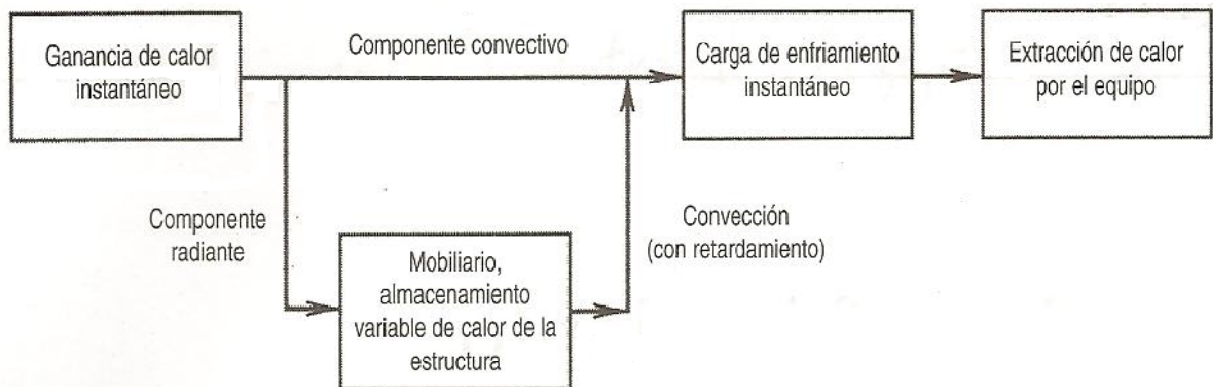 Ganancia de calor
instantáneo
Componente convectivo
Carga de enfriamiento
instantáneo
Extracción de calor
por el equipo
Componente
radiante
Mobiliario,
almacenamiento
variable de calor de la
estructura
Convección
(con retardamiento)